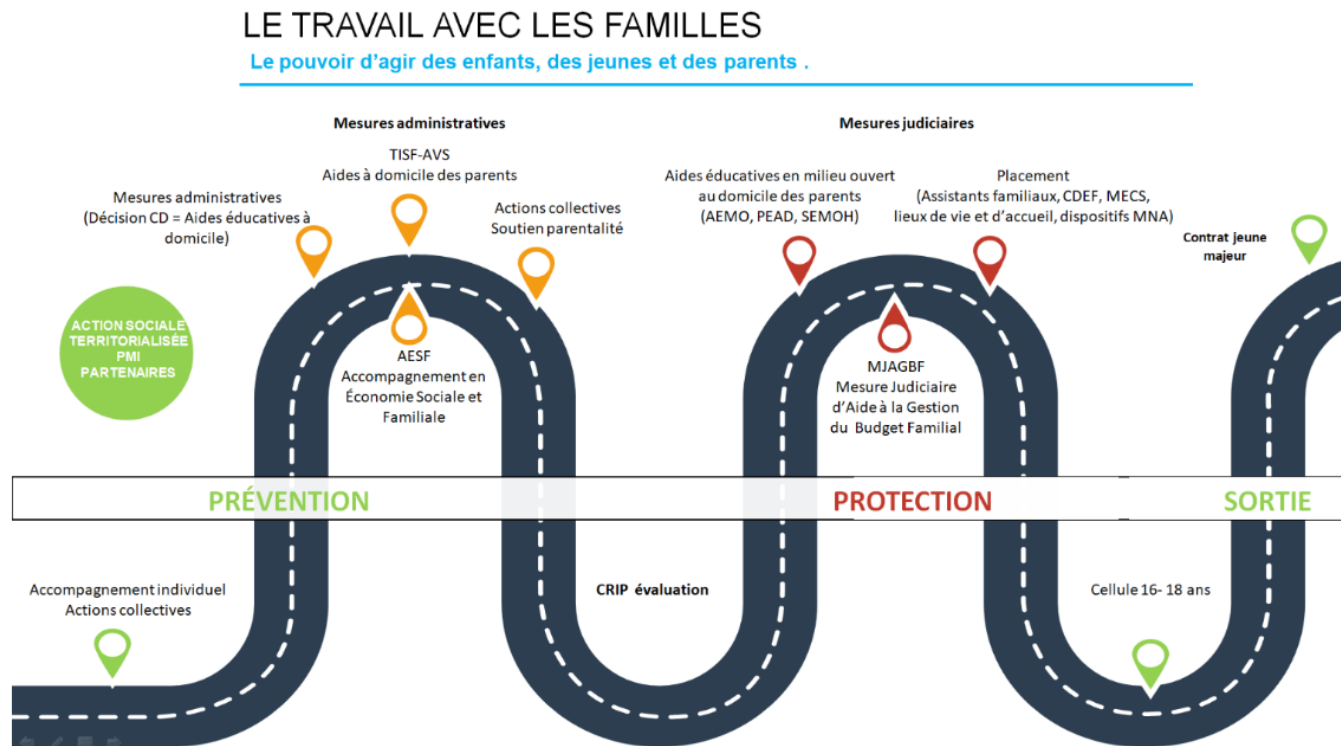 LE TRAVAIL AVEC LES FAMILLES
Le pouvoir d'agir des enfants, des jeunes et des parents .
Mesures administratives
TISF-AVS
Aides à domicile des parents
Mesures administratives
(Décision CD = Aides éducatives à
domicile)
Actions collectives
Soutien parentalité
AESF
Accompagnement en
Économie Sociale et
Familiale
ACTION SOCIALE
TERRITORIALISÉE
PMI
PARTENAIRES
Mesures judiciaires
Aides éducatives en milieu ouvert
au domicile des parents
(AEMO, PEAD, SEMOH)
Placement
(Assistants familiaux, CDEF, MECS,
lieux de vie et d'accueil, dispositifs MNA)
MJAGBF
Mesure Judiciaire
d'Aide à la Gestion
du Budget Familial
Contrat jeune
majeur
PRÉVENTION
PROTECTION
SORTIE
Accompagnement individuel
Actions collectives
CRIP évaluation
Cellule 16- 18 ans